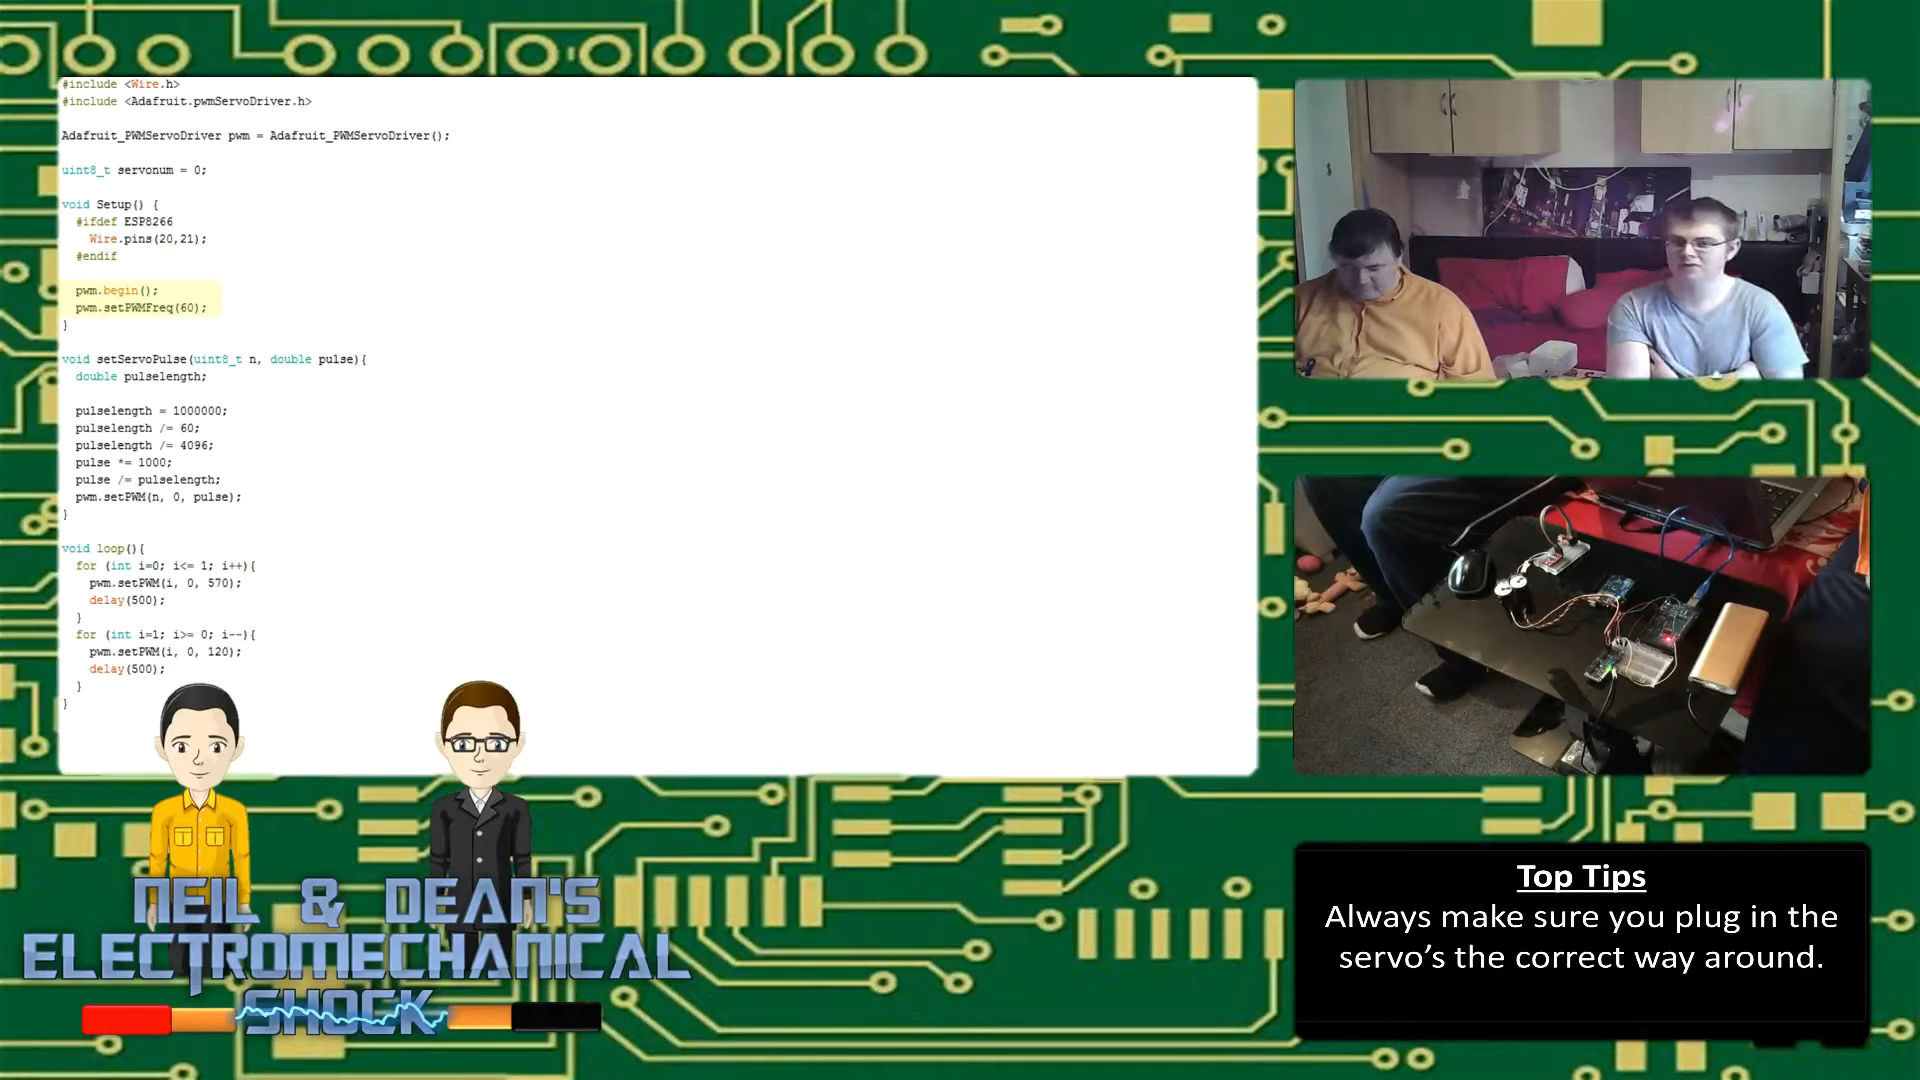 #include <Wire.h>
#include <Adafruit.pwmServoDriver.h>
Adafruit_PWMServoDriver pwm = Adafruit_PWMServoDriver();
uint8_t servonum = 0;
void Setup() {
#ifdef ESP8266
Wire.pins(20,21);
#endif
pwm.begin();
pwm.setPWMFreq(60);
}
void setServoPulse(uint8_t n, double pulse){
double pulselength;
pulselength = 1000000;
pulselength /= 60;
pulselength /= 4096;
pulse *= 1000;
pulse /= pulselength;
pwm.setPWM(n, 0, pulse);
}
void loop(){
for (int i=0; i<= 1; i++){
pwm.setPWM(i, 0, 570);
delay(500);
}
for (int i=1; i>= 0; i--){
pwm.setPWM(i, 0, 120);
delay(500);
}
}
NEIL & DEAN'S
ELECTROMECHANICAL
SHOCK
Top Tips
Always make sure you plug in the
servo’s the correct way around.